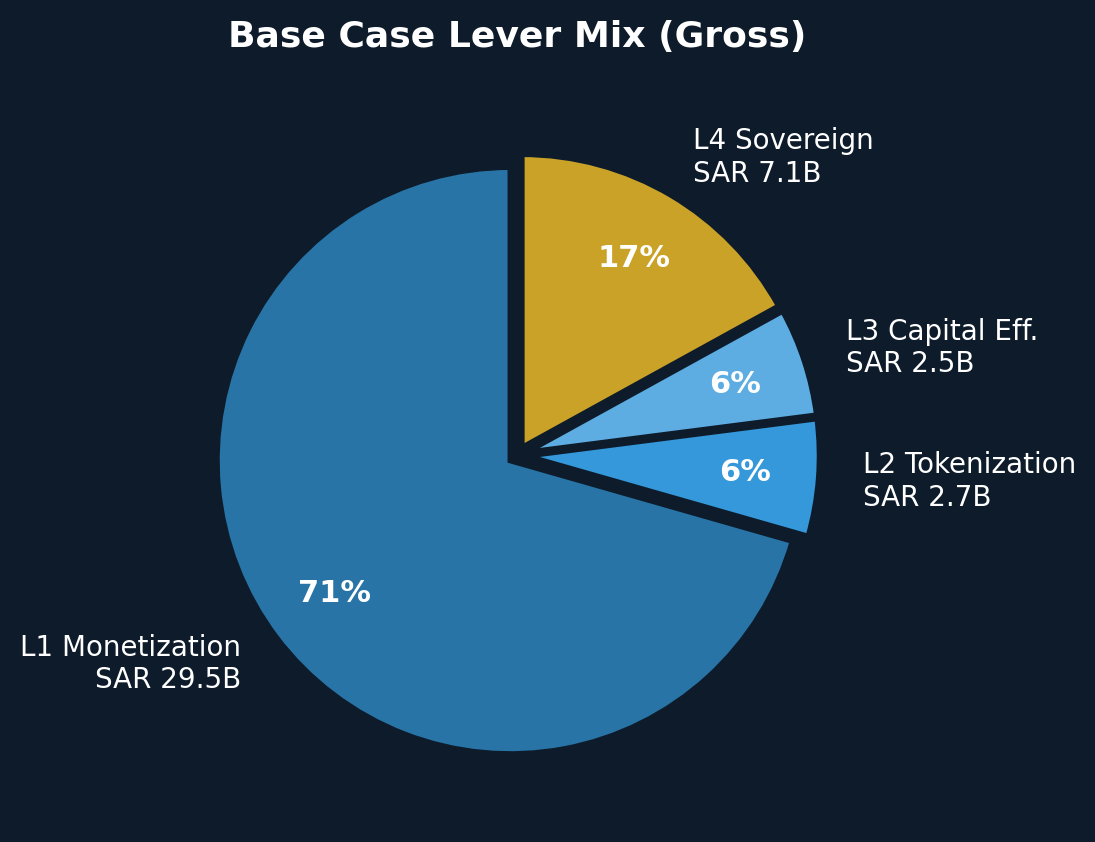 Base Case Lever Mix (Gross)
L4 Sovereign
SAR 7.1B
17%
L3 Capital Eff.
SAR 2.5B
6%
L2 Tokenization
SAR 2.7B
6%
71%
L1 Monetization
SAR 29.5B